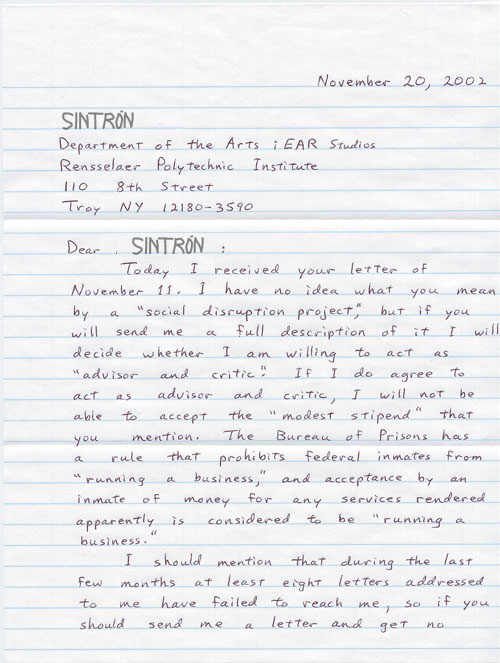 November 20, 2002
SINTRÓN
Department of the Arts iEAR Studios
Rensselaer Polytechnic Institute
110 8th Street
Troy NY 12180-3590
Dear SINTRÓN :
Today I received your letter of
November 11. I have no idea what you mean
by a "social disruption project," but if you
will send me a full description of it I will
decide whether I am willing to act as
"advisor and critic." If I do agree to
act as advisor and critic, I will not be
able to accept the "modest stipend" that
you mention. The Bureau of Prisons has
a rule that prohibits federal inmates from
"running a business," and acceptance by an
inmate of money for any services rendered
apparently is considered to be "running a
business."
I should mention that during the last
few months at least eight letters addressed
to me have failed to reach me, so if you
should send me a letter and get no